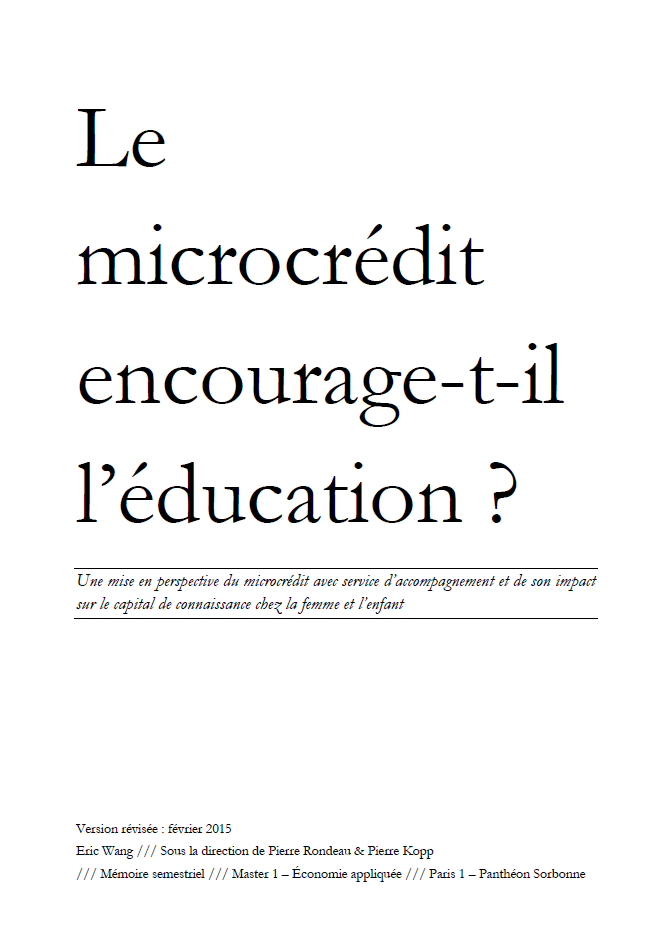 Le
microcrédit
encourage-t-il
l’éducation ?
Une mise en perspective du microcrédit avec service d’accompagnement et de son impact
sur le capital de connaissance chez la femme et l’enfant
Version révisée : février 2015
Eric Wang /// Sous la direction de Pierre Rondeau & Pierre Kopp
/// Mémoire semestriel /// Master 1 – Économie appliquée /// Paris 1 – Panthéon Sorbonne